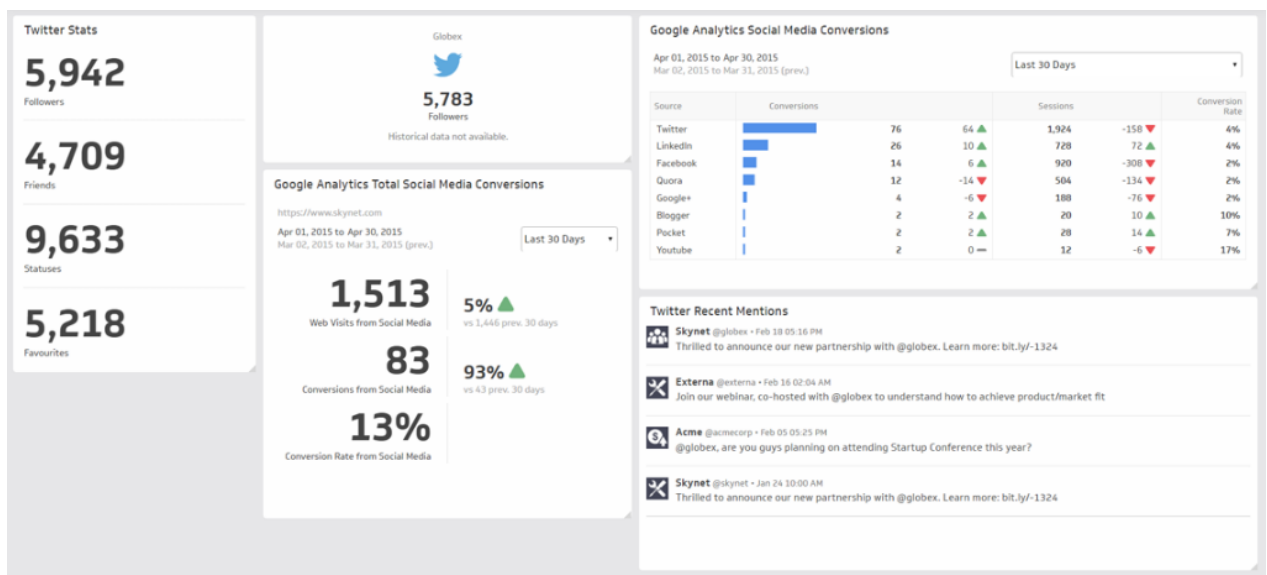 Twitter Stats
5,942
Followers
4,709
Friends
9,633
Statuses
5,218
Favourites
Globex
5,783
Followers
Historical data not available.
Google Analytics Total Social Media Conversions
https://www.skynet.com
Apr 01, 2015 to Apr 30, 2015
Mar 02, 2015 to Mar 31, 2015 (prev.)
Last 30 Days
1,513 5%
Web Visits from Social Media vs 1,446 prev. 30 days
83 93%
Conversions from Social Media vs 43 prev. 30 days
13%
Conversion Rate from Social Media
Google Analytics Social Media Conversions
Apr 01, 2015 to Apr 30, 2015
Mar 02, 2015 to Mar 31, 2015 (prev.)
Last 30 Days
Source Conversions Sessions Conversion Rate
Twitter 76 64 1,924 -158 4%
LinkedIn 26 10 728 72 4%
Facebook 14 6 920 -308 2%
Quora 12 -14 504 -134 2%
Google+ 4 -6 188 -76 2%
Blogger 2 2 20 10 10%
Pocket 2 2 28 14 7%
Youtube 2 0 12 -6 17%
Twitter Recent Mentions
Skynet @globex • Feb 18 05:16 PM
Thrilled to announce our new partnership with @globex. Learn more: bit.ly/-1324
Externa @externa • Feb 16 02:04 AM
Join our webinar, co-hosted with @globex to understand how to achieve product/market fit
Acme @acmecorp • Feb 05 05:25 PM
@globex, are you guys planning on attending Startup Conference this year?
Skynet @skynet • Jan 24 10:00 AM
Thrilled to announce our new partnership with @globex. Learn more: bit.ly/-1324